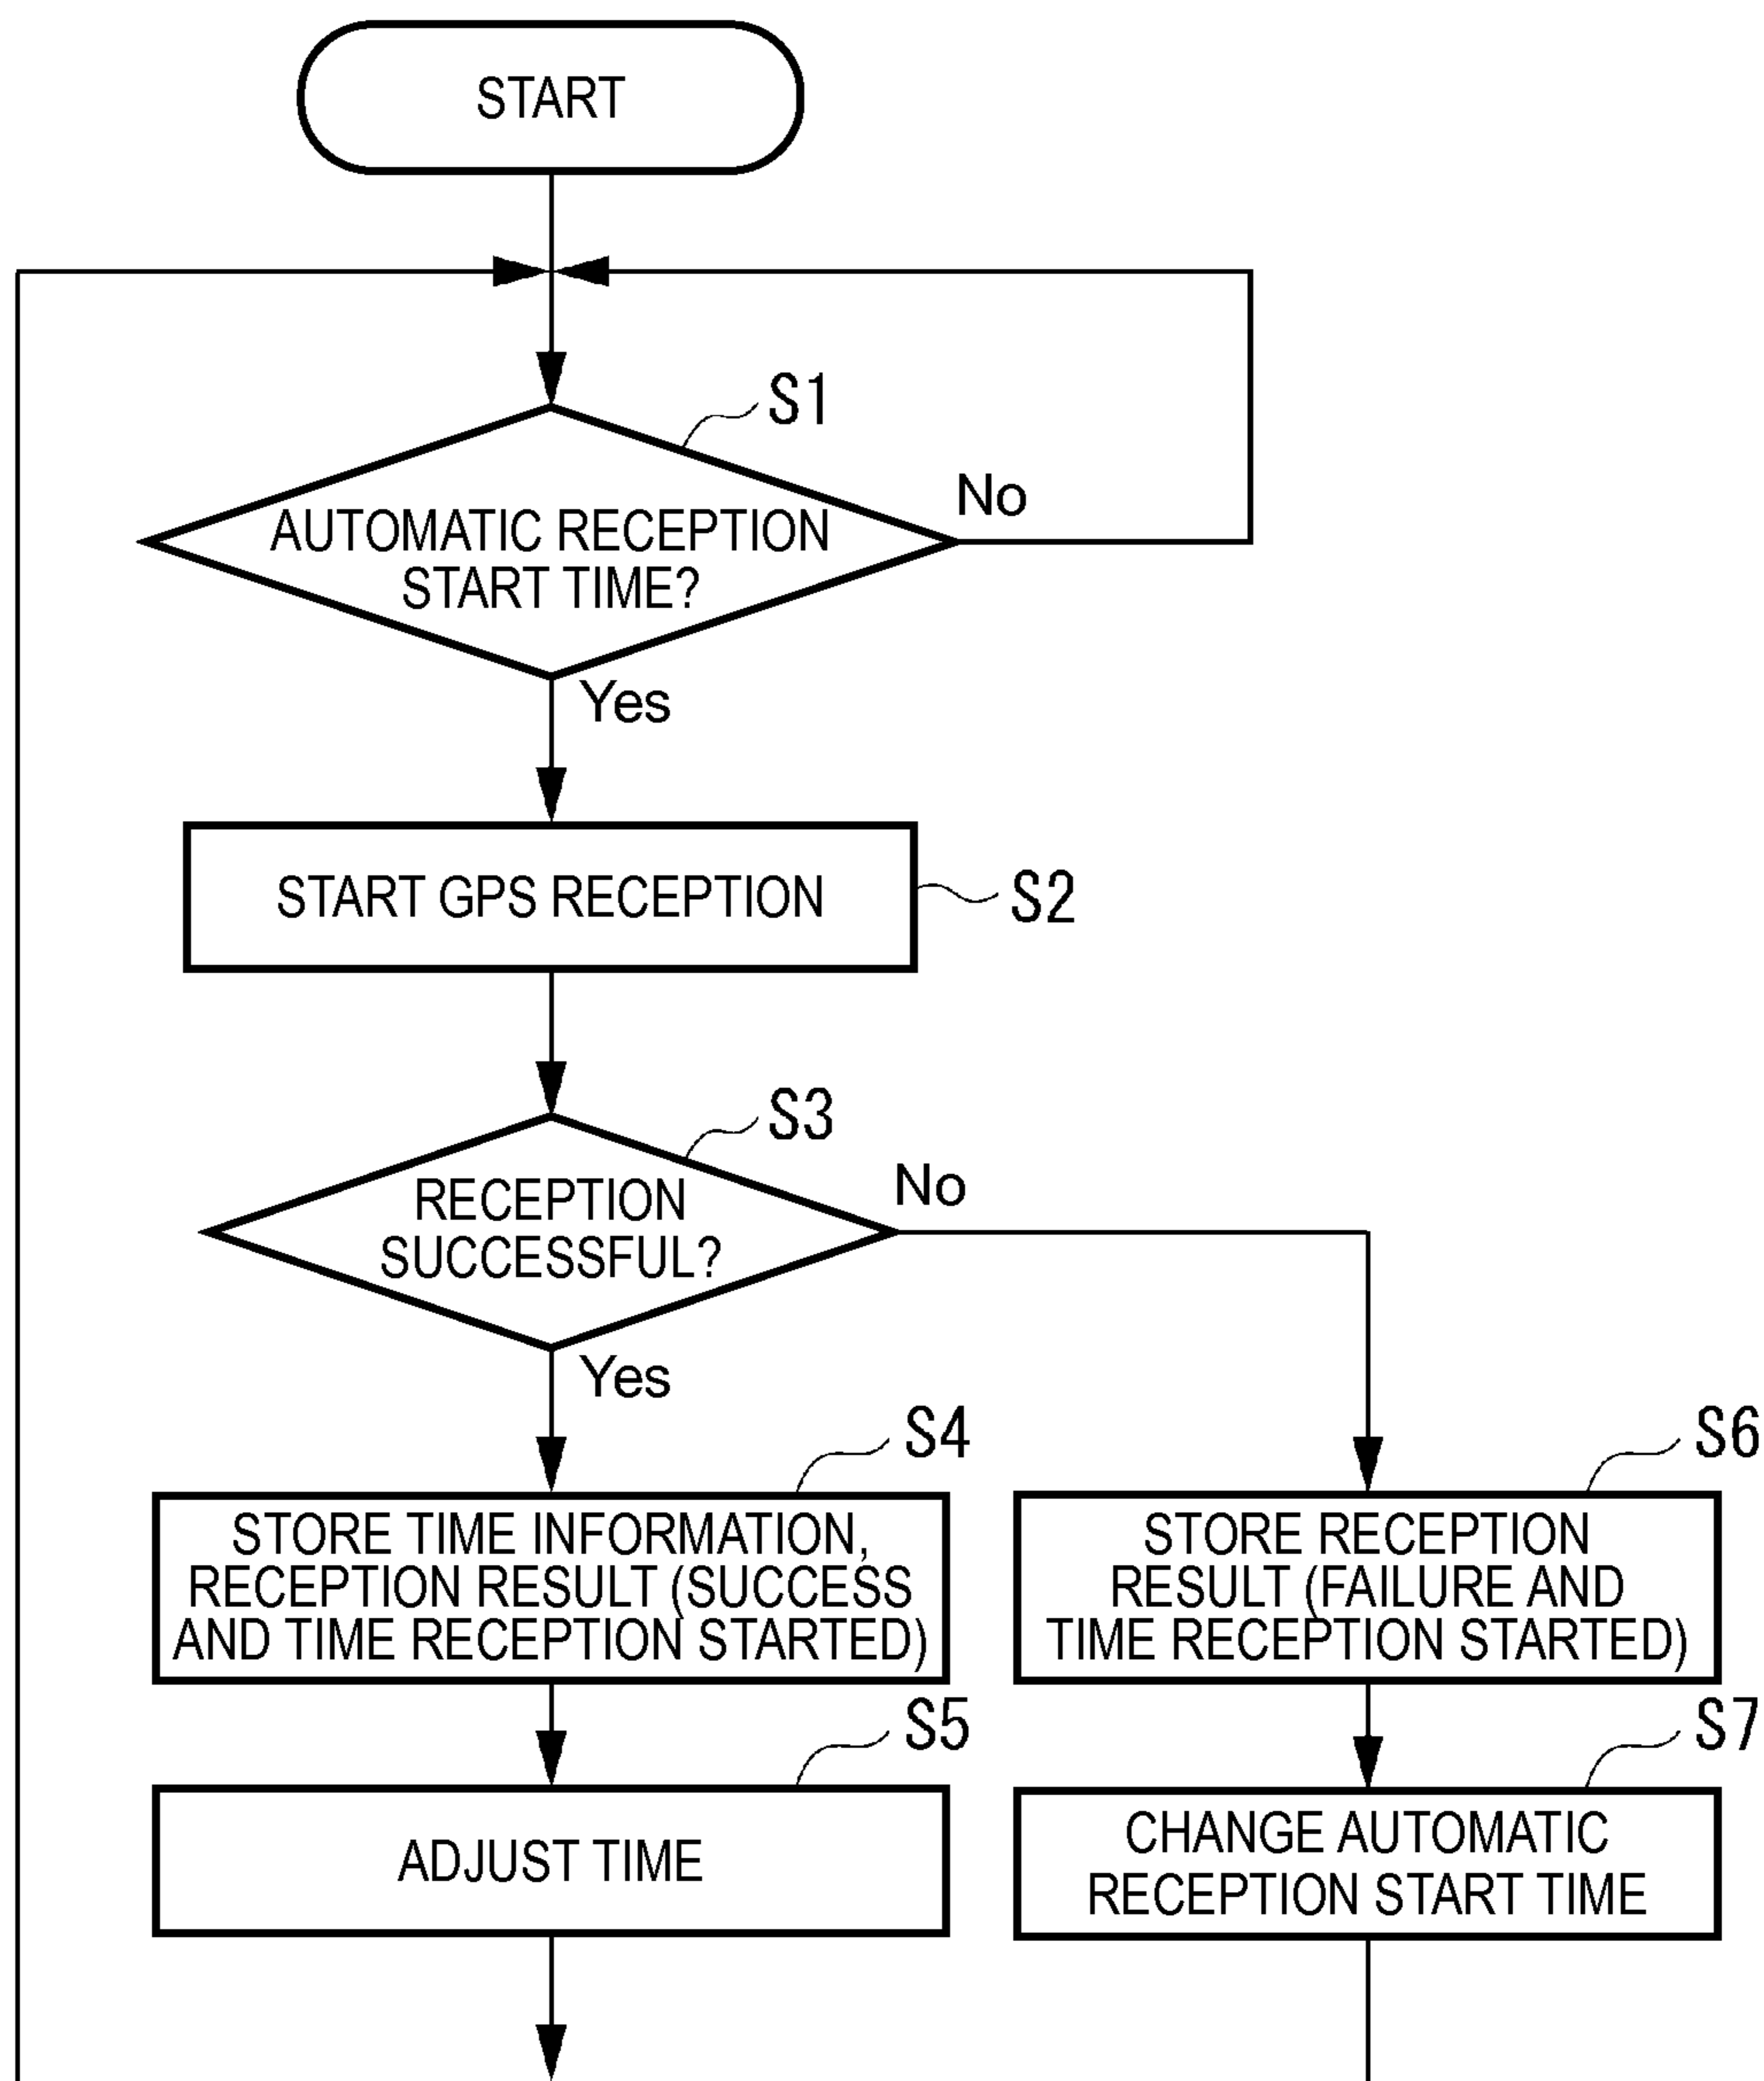 START
S1
No
AUTOMATIC RECEPTION
START TIME?
Yes
START GPS RECEPTION
S2
S3
No
RECEPTION
SUCCESSFUL?
Yes
S4
STORE TIME INFORMATION,
RECEPTION RESULT (SUCCESS
AND TIME RECEPTION STARTED)
S6
STORE RECEPTION
RESULT (FAILURE AND
TIME RECEPTION STARTED)
S5
ADJUST TIME
S7
CHANGE AUTOMATIC
RECEPTION START TIME